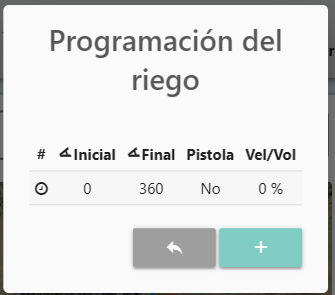 Programación del
riego
# Inicial Final Pistola Vel/Vol
0 360 No 0 %